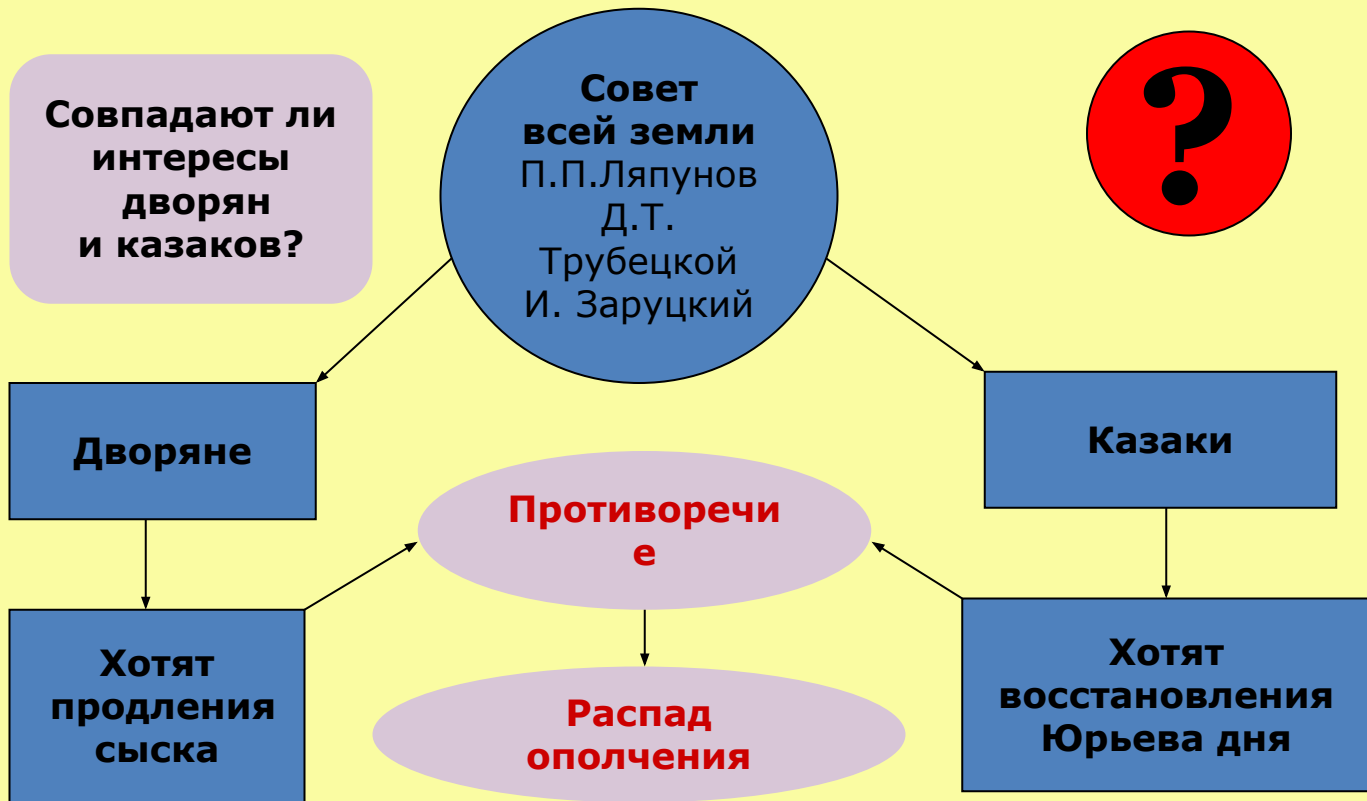 Совпадают ли
интересы
дворян
и казаков?
Совет
всей земли
П.П.Ляпунов
Д.Т.
Трубецкой
И. Заруцкий
?
Дворяне
Казаки
Противоречи
е
Хотят
продления
сыска
Распад
ополчения
Хотят
восстановления
Юрьева дня